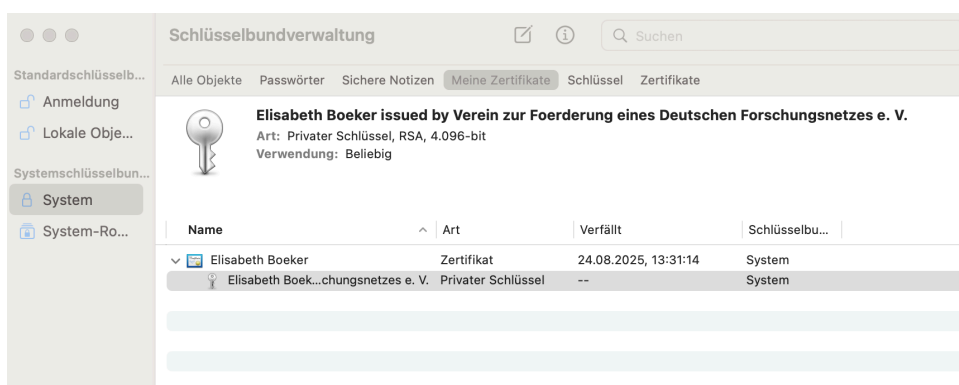 Schlüsselbundverwaltung
Suchen
Standardschlüsselb...
Anmeldung
Lokale Obje...
Systemschlüsselbun...
System
System-Ro...
Alle Objekte Passwörter Sichere Notizen Meine Zertifikate Schlüssel Zertifikate
Elisabeth Boeker issued by Verein zur Foerderung eines Deutschen Forschungsnetzes e. V.
Art: Privater Schlüssel, RSA, 4.096-bit
Verwendung: Beliebig
Name Art Verfällt Schlüsselbu...
Elisabeth Boeker Zertifikat 24.08.2025, 13:31:14 System
Elisabeth Boek...chungsnetzes e. V. Privater Schlüssel -- System